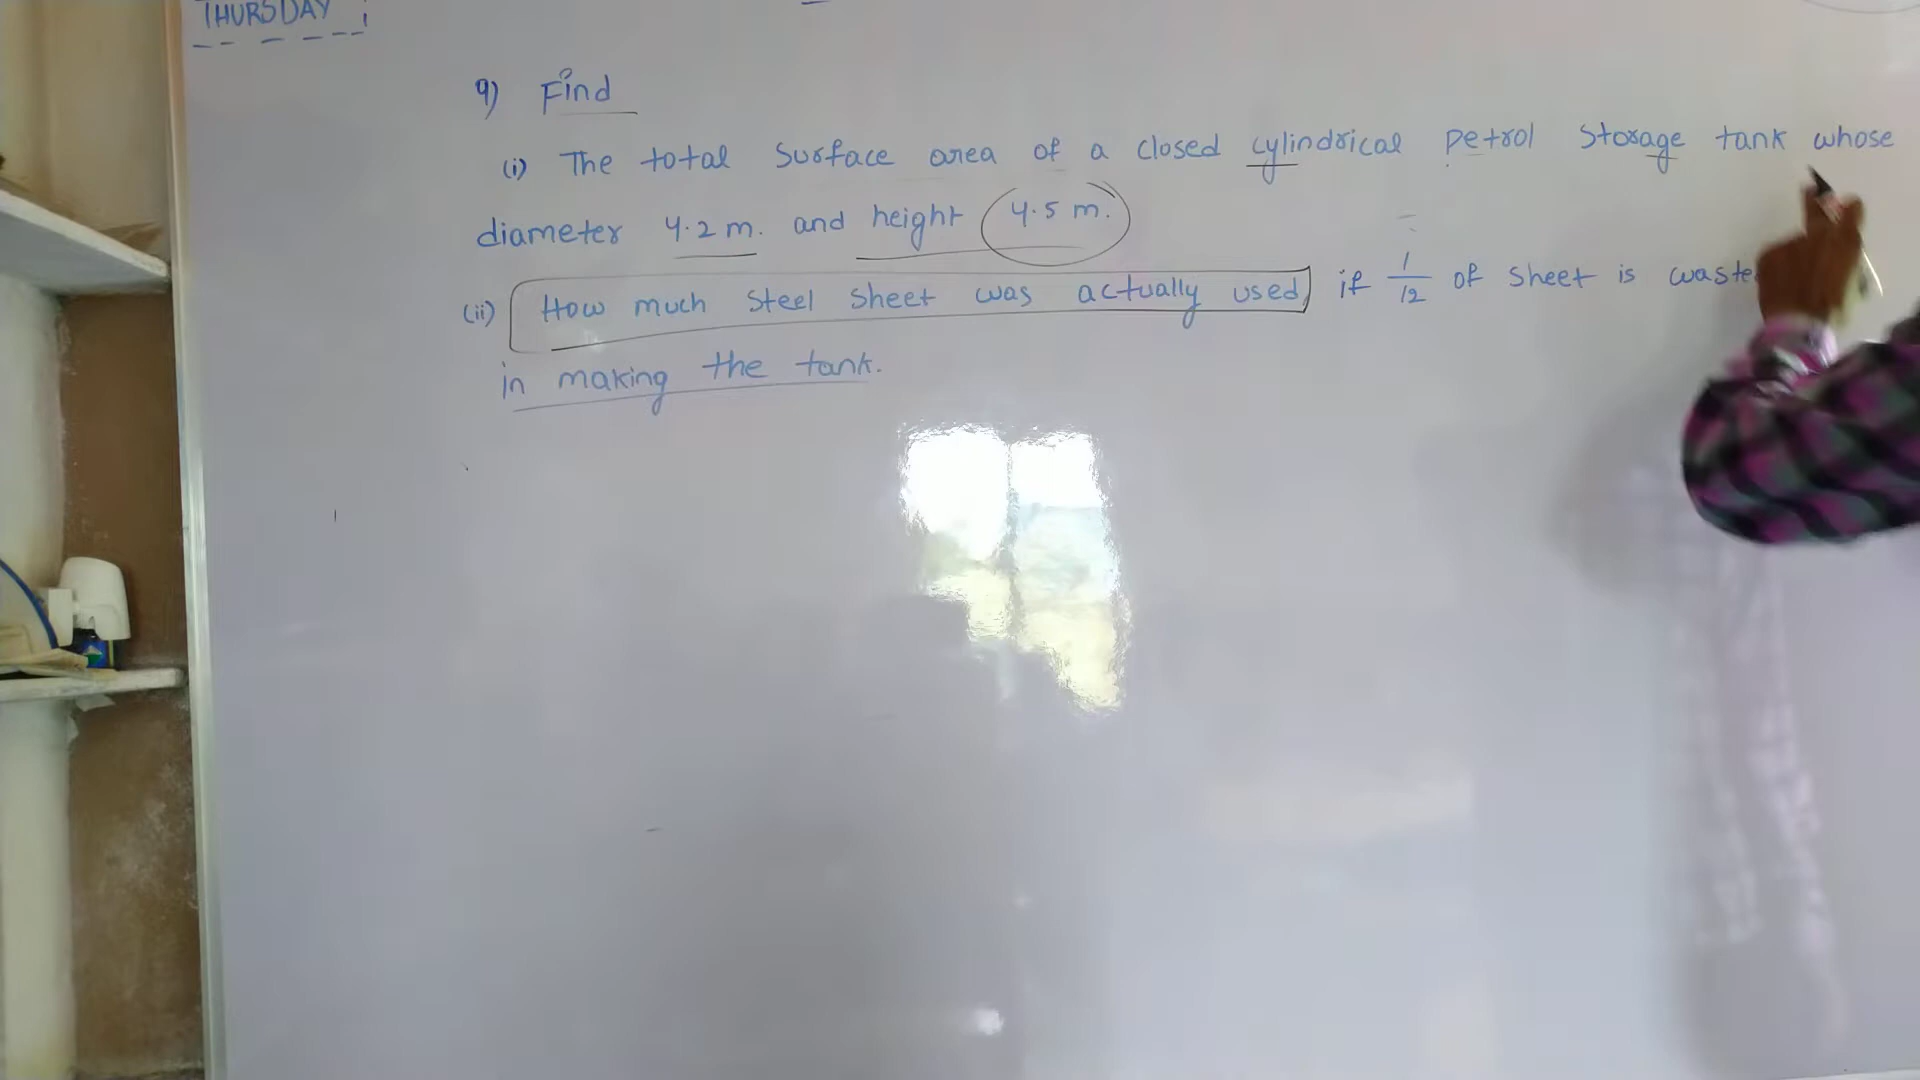 THURSDAY
9) Find
(i) The total surface area of a closed cylindrical petrol storage tank whose
diameter 4.2 m. and height 4.5 m.
(ii) How much steel sheet was actually used, if 1/12 of sheet is
in making the tank.